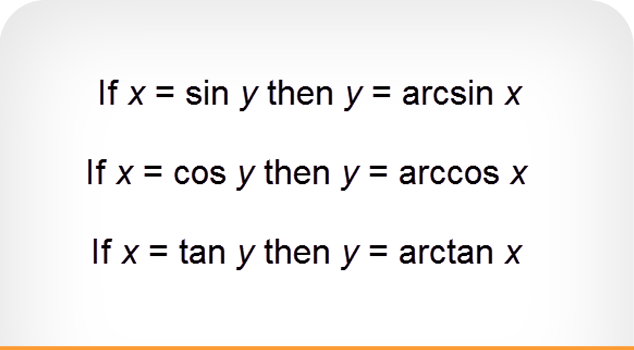 If x = sin y then y = arcsin x
If x = cos y then y = arccos x
If x = tan y then y = arctan x